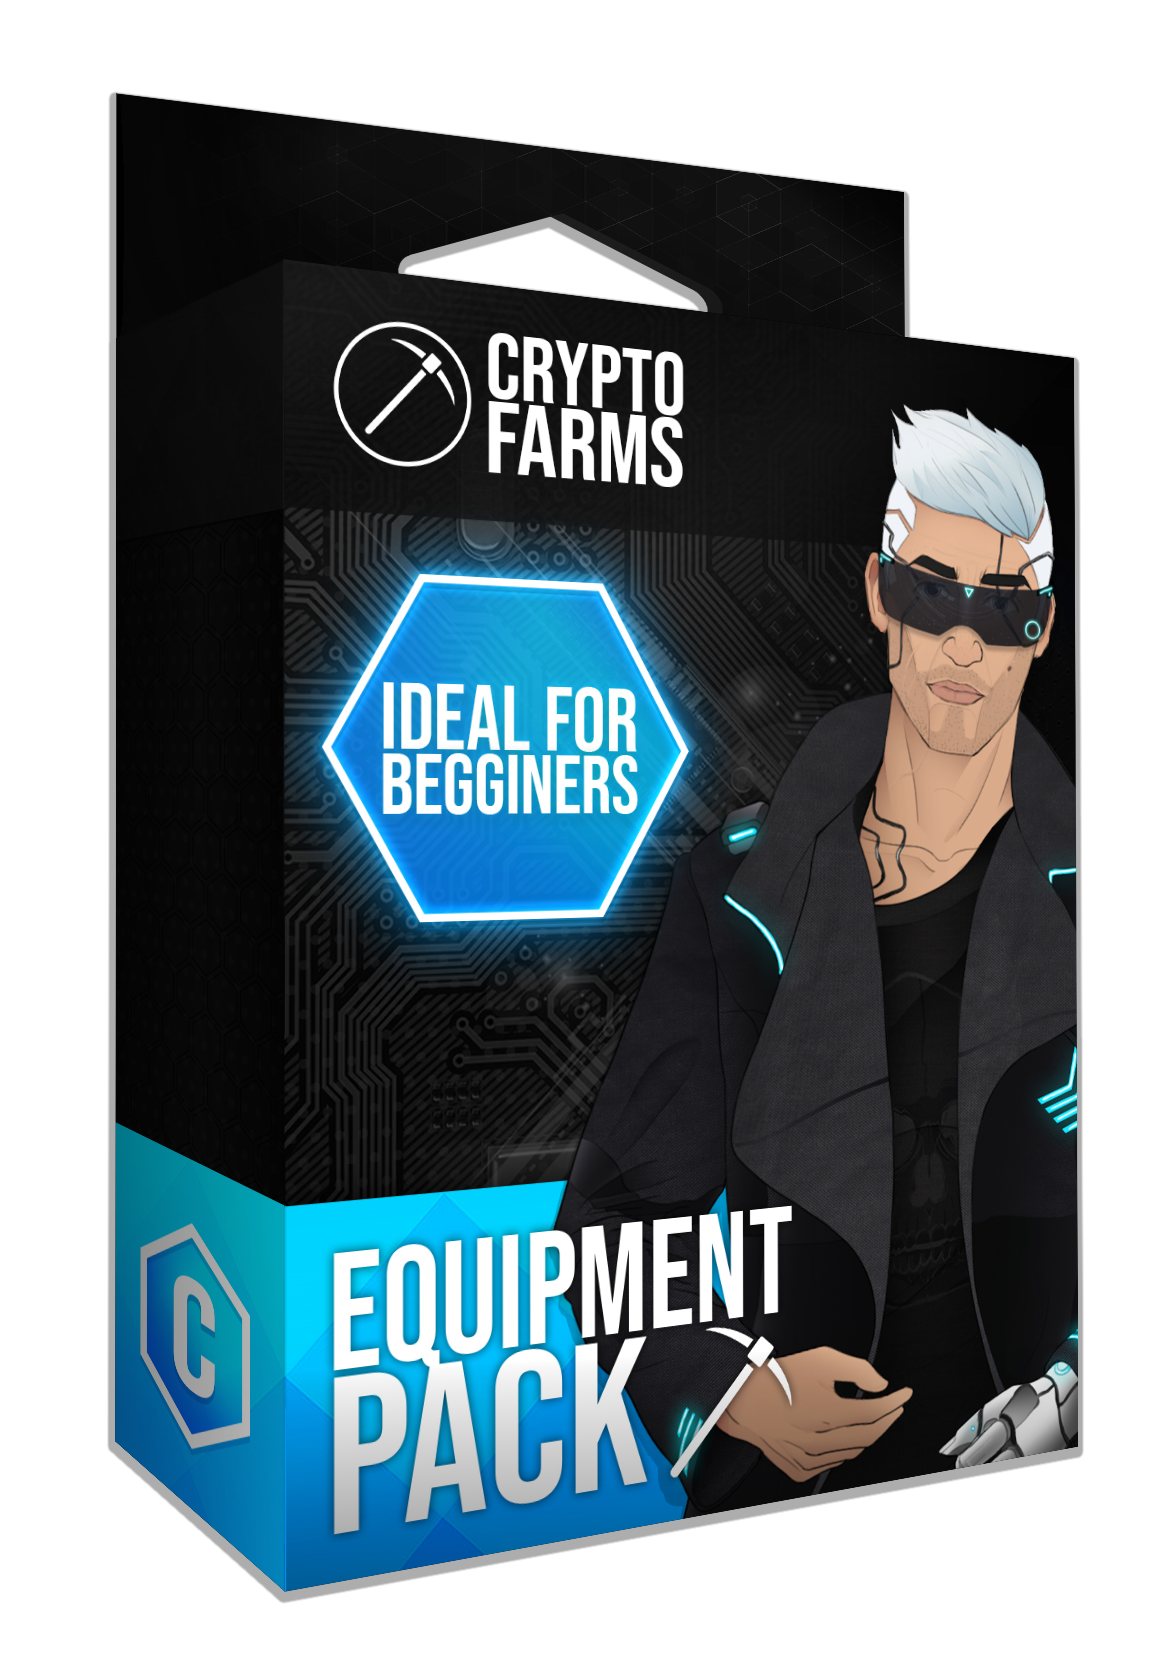 CRYPTO
FARMS
IDEAL FOR
BEGGINERS
EQUIPMENT
PACK
C